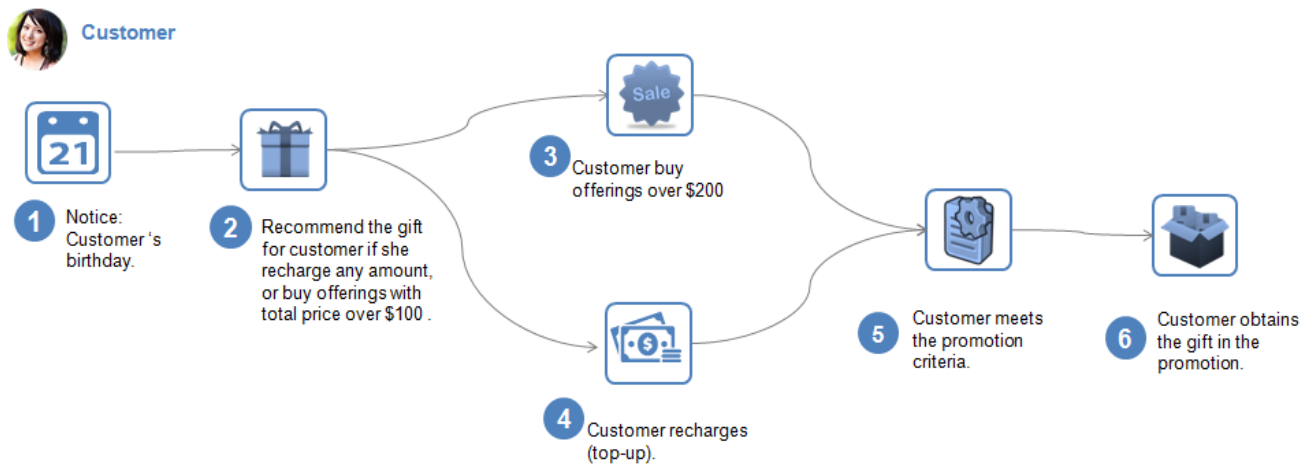 Customer
21
1
Notice:
Customer ‘s
birthday.
2
Recommend the gift
for customer if she
recharge any amount,
or buy offerings with
total price over $100 .
Sale
3
Customer buy
offerings over $200
$
4
Customer recharges
(top-up).
5
Customer meets
the promotion
criteria.
6
Customer obtains
the gift in the
promotion.